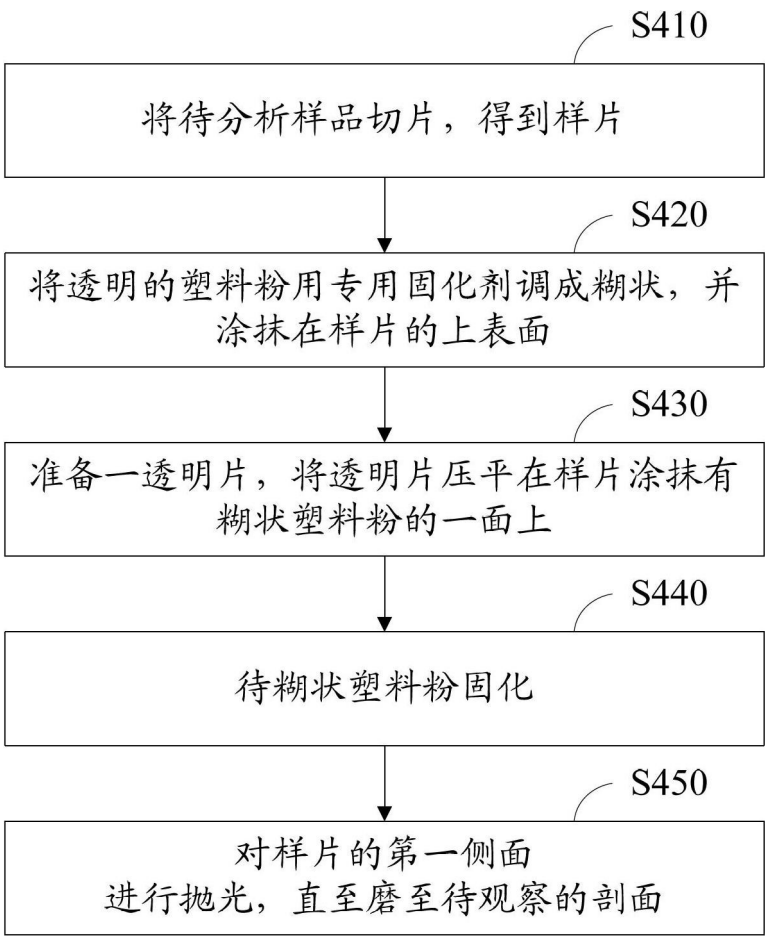 S410
将待分析样品切片，得到样片
S420
将透明的塑料粉用专用固化剂调成糊状，并
涂抹在样片的上表面
S430
准备一透明片，将透明片压平在样片涂抹有
糊状塑料粉的一面上
S440
待糊状塑料粉固化
S450
对样片的第一侧面
进行抛光，直至磨至待观察的剖面